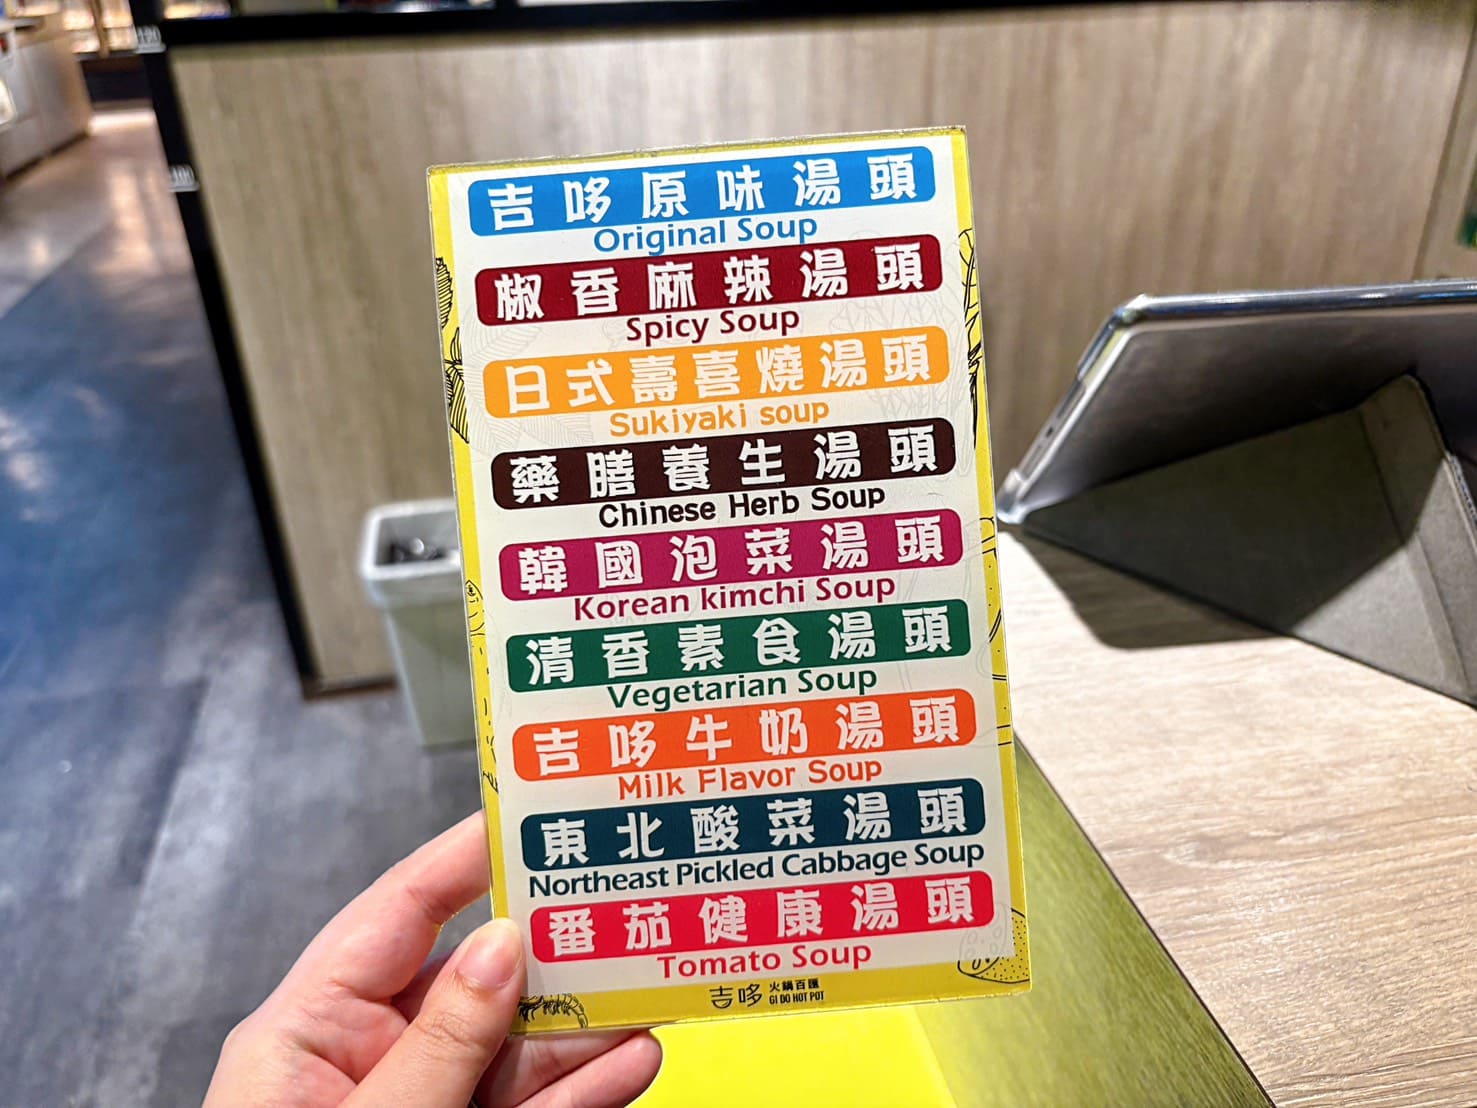 吉哆原味湯頭
Original Soup
椒香麻辣湯頭
Spicy Soup
日式壽喜燒湯頭
Sukiyaki soup
藥膳養生湯頭
Chinese Herb Soup
韓國泡菜湯頭
Korean kimchi Soup
清香素食湯頭
Vegetarian Soup
吉哆牛奶湯頭
Milk Flavor Soup
東北酸菜湯頭
Northeast Pickled Cabbage Soup
番茄健康湯頭
Tomato Soup
吉哆 火鍋百匯
GI DO HOT POT